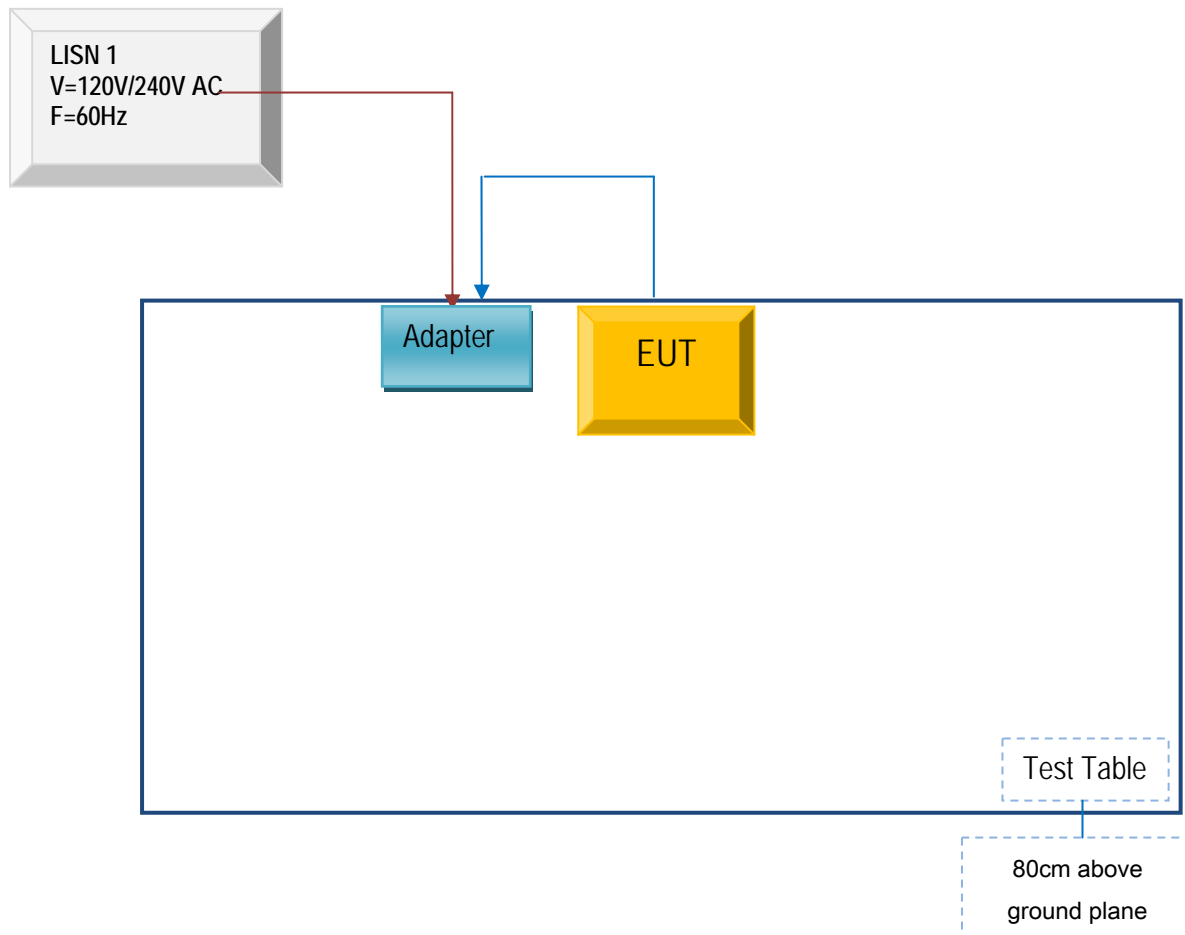 LISN 1
V=120V/240V AC
F=60Hz
Adapter
EUT
Test Table
80cm above
ground plane